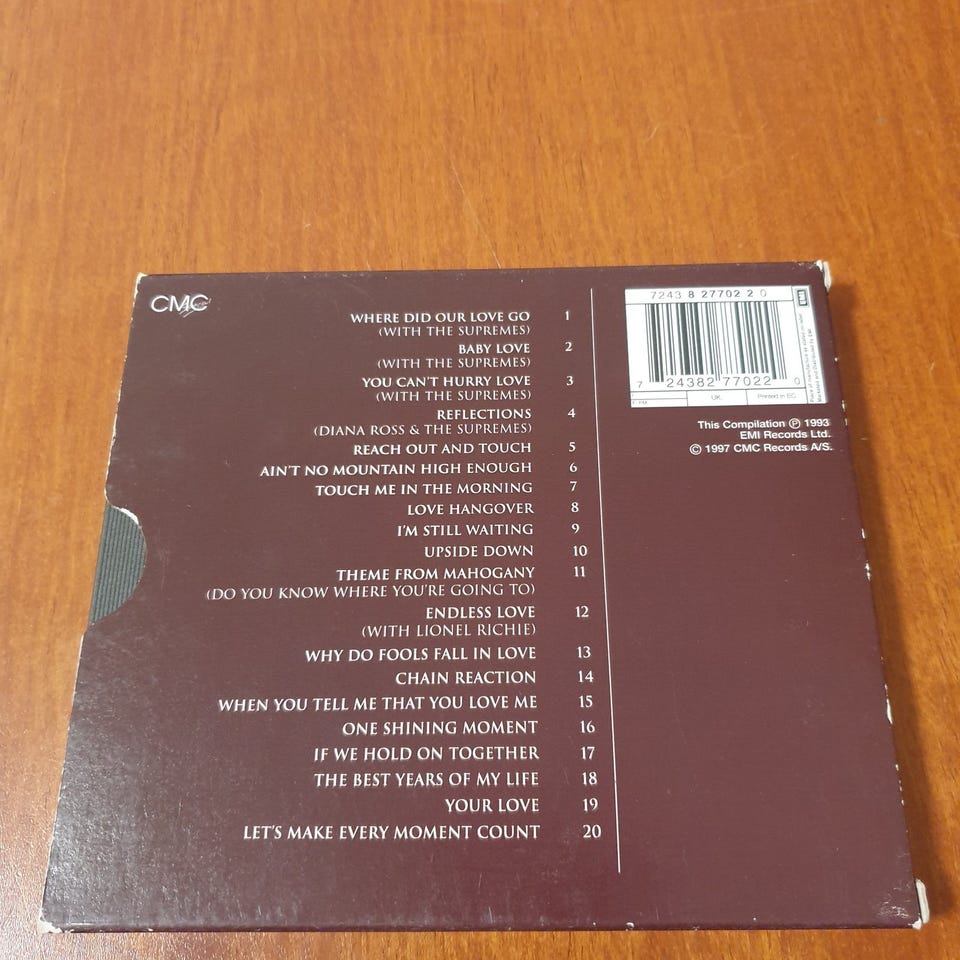 CMC
WHERE DID OUR LOVE GO 1
(WITH THE SUPREMES)
BABY LOVE 2
(WITH THE SUPREMES)
YOU CAN'T HURRY LOVE 3
(WITH THE SUPREMES)
REFLECTIONS 4
(DIANA ROSS & THE SUPREMES)
REACH OUT AND TOUCH 5
AIN'T NO MOUNTAIN HIGH ENOUGH 6
TOUCH ME IN THE MORNING 7
LOVE HANGOVER 8
I'M STILL WAITING 9
UPSIDE DOWN 10
THEME FROM MAHOGANY 11
(DO YOU KNOW WHERE YOU'RE GOING TO)
ENDLESS LOVE 12
(WITH LIONEL RICHIE)
WHY DO FOOLS FALL IN LOVE 13
CHAIN REACTION 14
WHEN YOU TELL ME THAT YOU LOVE ME 15
ONE SHINING MOMENT 16
IF WE HOLD ON TOGETHER 17
THE BEST YEARS OF MY LIFE 18
YOUR LOVE 19
LET'S MAKE EVERY MOMENT COUNT 20
7243 8 27702 2 0
EMI
7 24382 77022 0
UK:
Printed in EC
This Compilation ℗ 1993
EMI Records Ltd.
© 1997 CMC Records A/S.